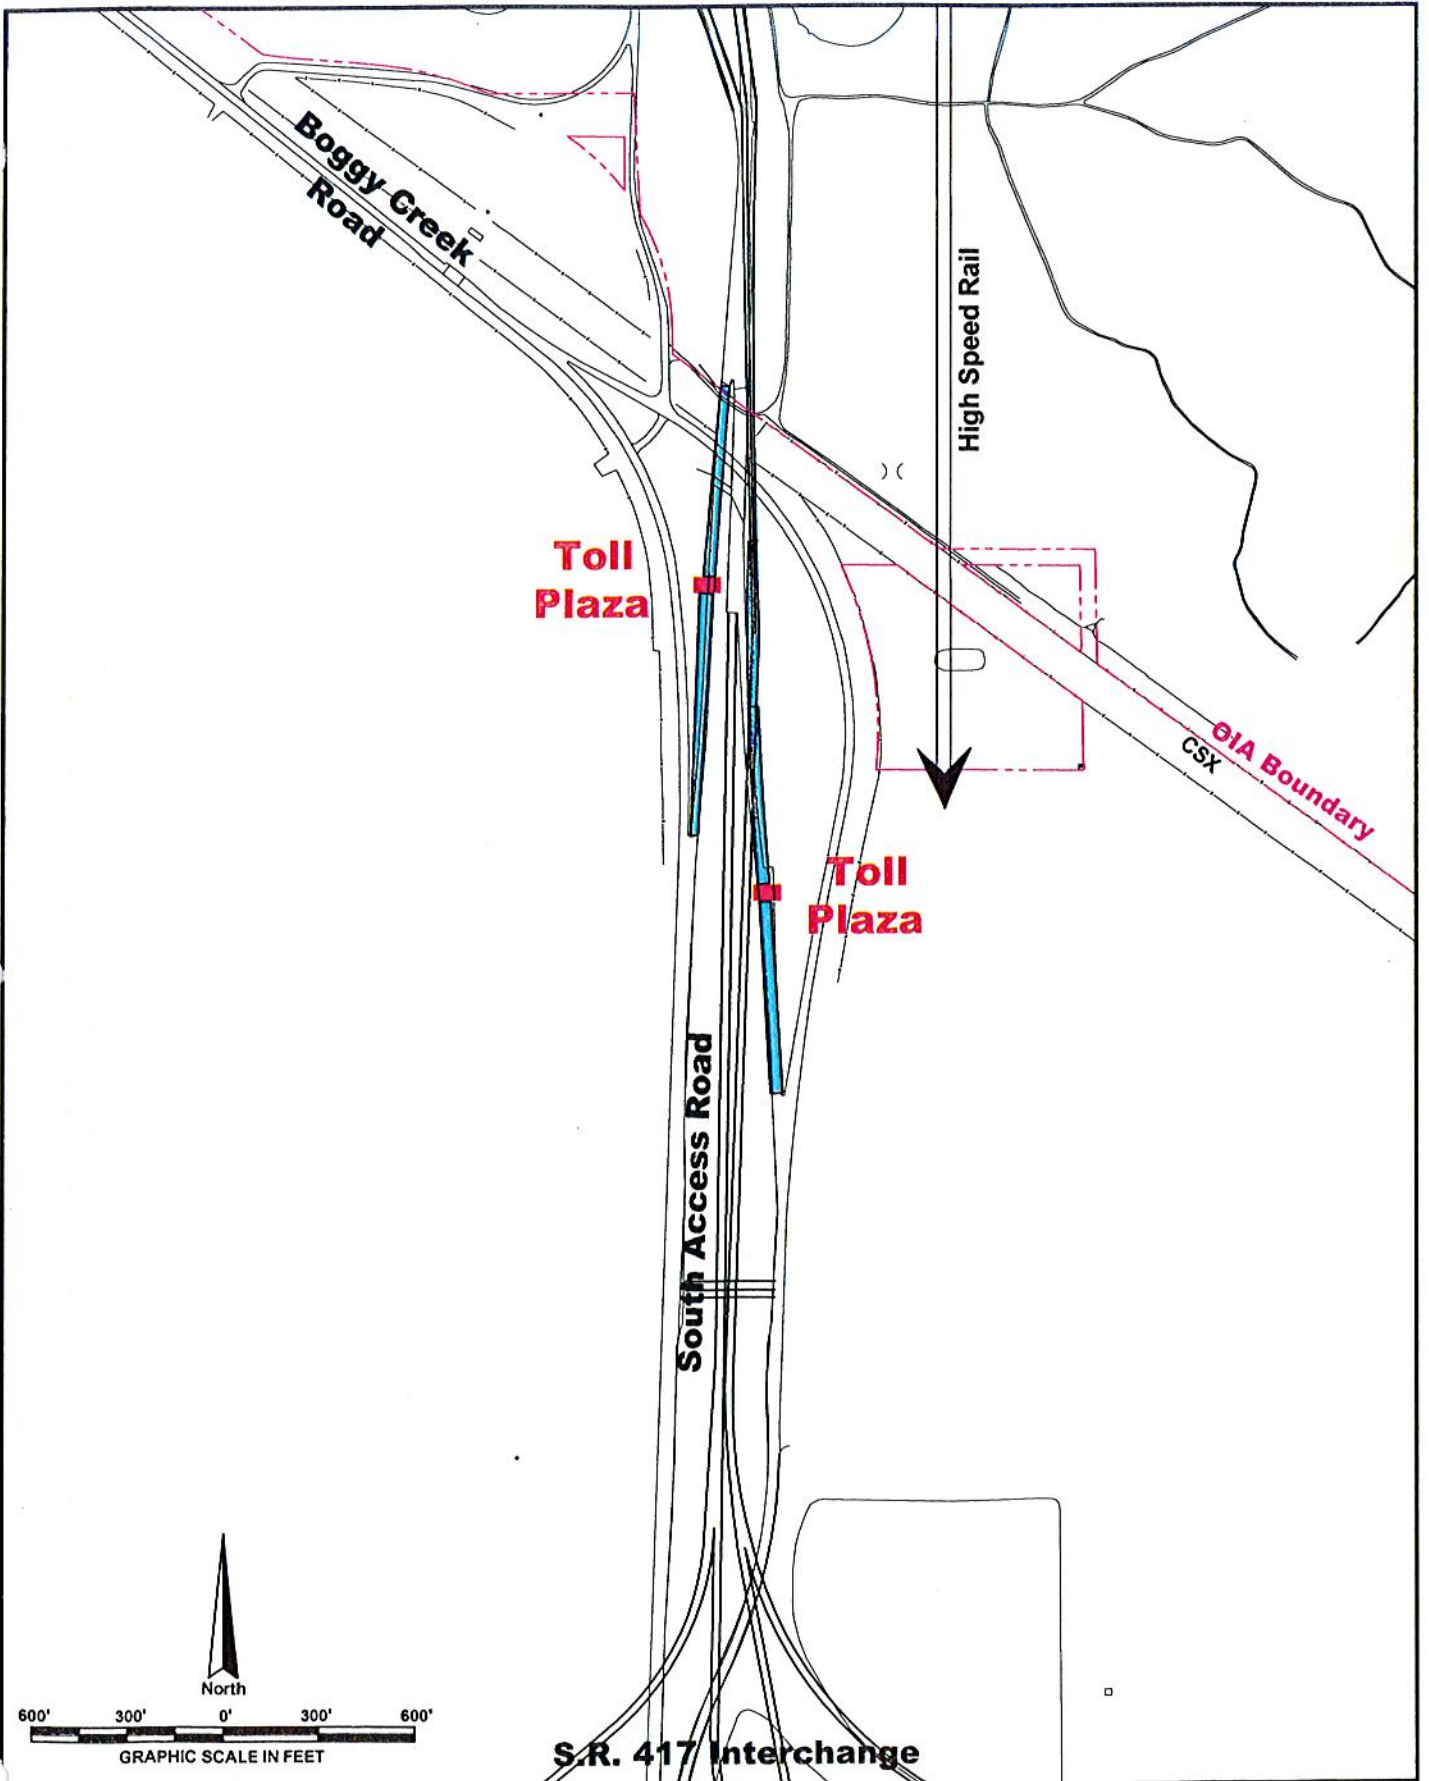 Boggy Creek
Road
High Speed Rail
Toll
Plaza
OIA Boundary
CSX
Toll
Plaza
South Access Road
North
600' 300' 0' 300' 600'
GRAPHIC SCALE IN FEET
S.R. 417 Interchange